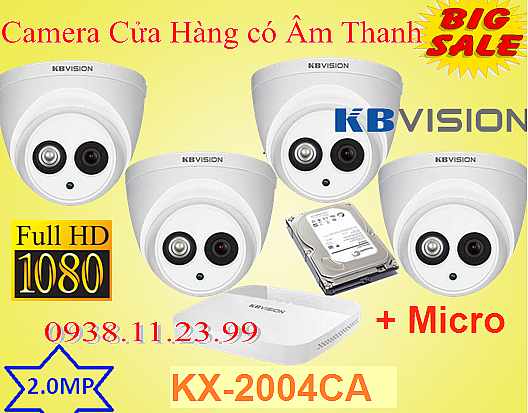 Camera Cửa Hàng có Âm Thanh
BIG
SALE
KBVISION
KBVISION
KBVISION
KBVISION
KBVISION
Full HD
1080
KBVISION
+ Micro
0938.11.23.99
2.0MP
KX-2004CA